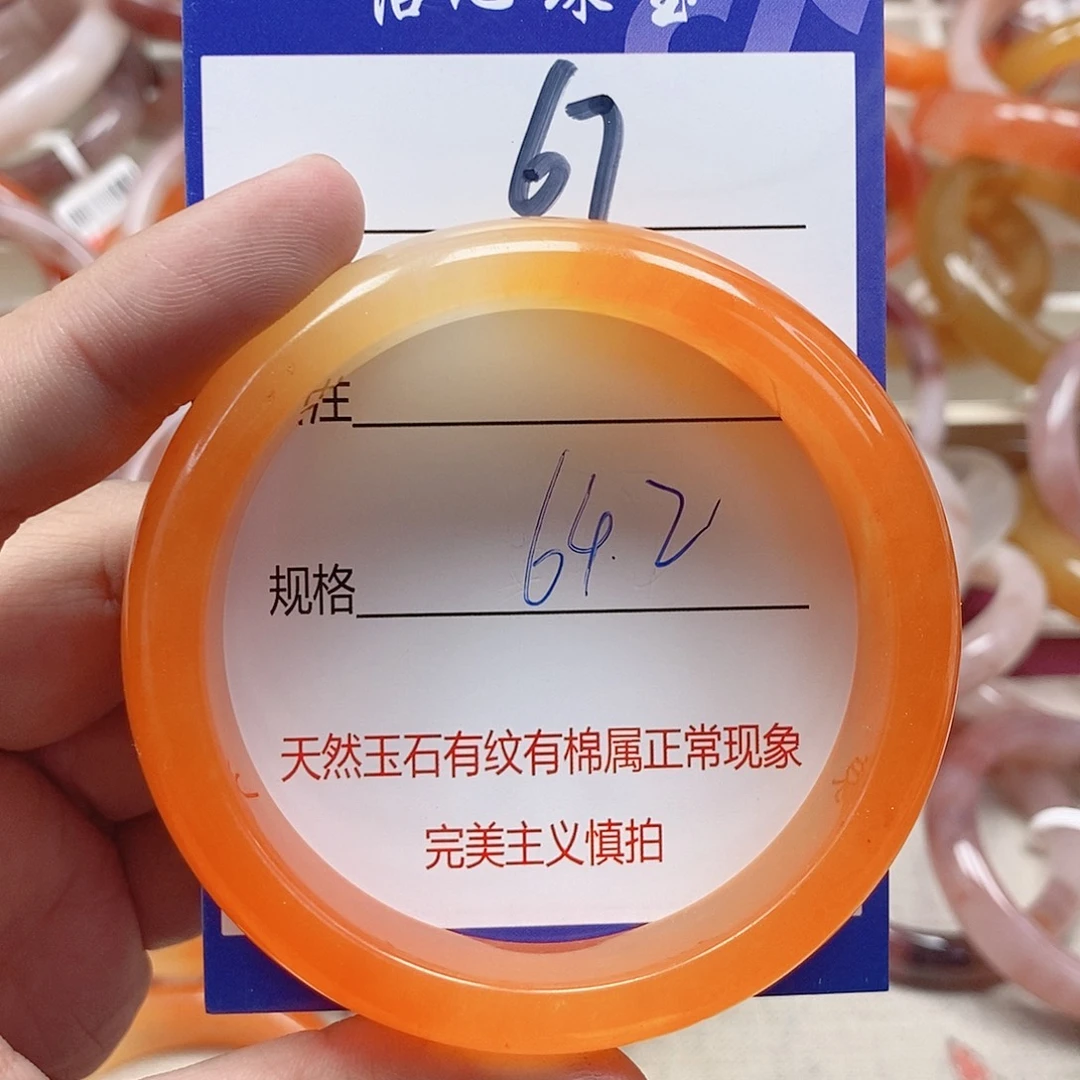 67
注
规格 64.2
天然玉石有纹有棉属正常现象
完美主义慎拍